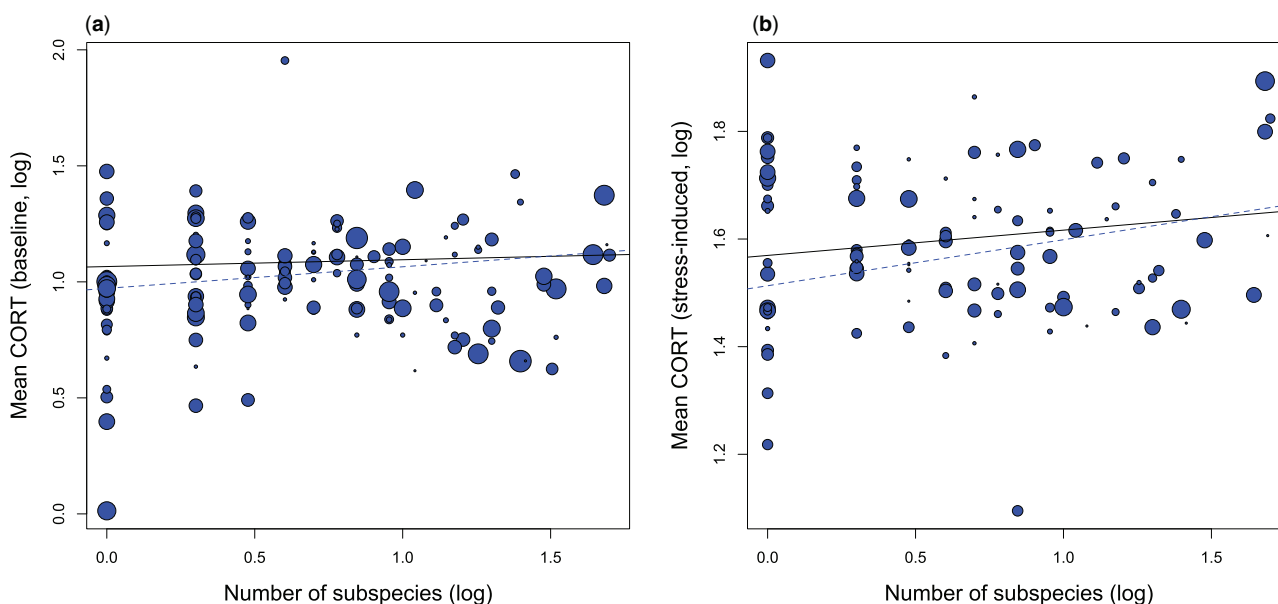 (a)
Mean CORT (baseline, log)
2.0
1.5
1.0
0.5
0.0
0.0 0.5 1.0 1.5
Number of subspecies (log)
(b)
Mean CORT (stress-induced, log)
1.8
1.6
1.4
1.2
0.0 0.5 1.0 1.5
Number of subspecies (log)